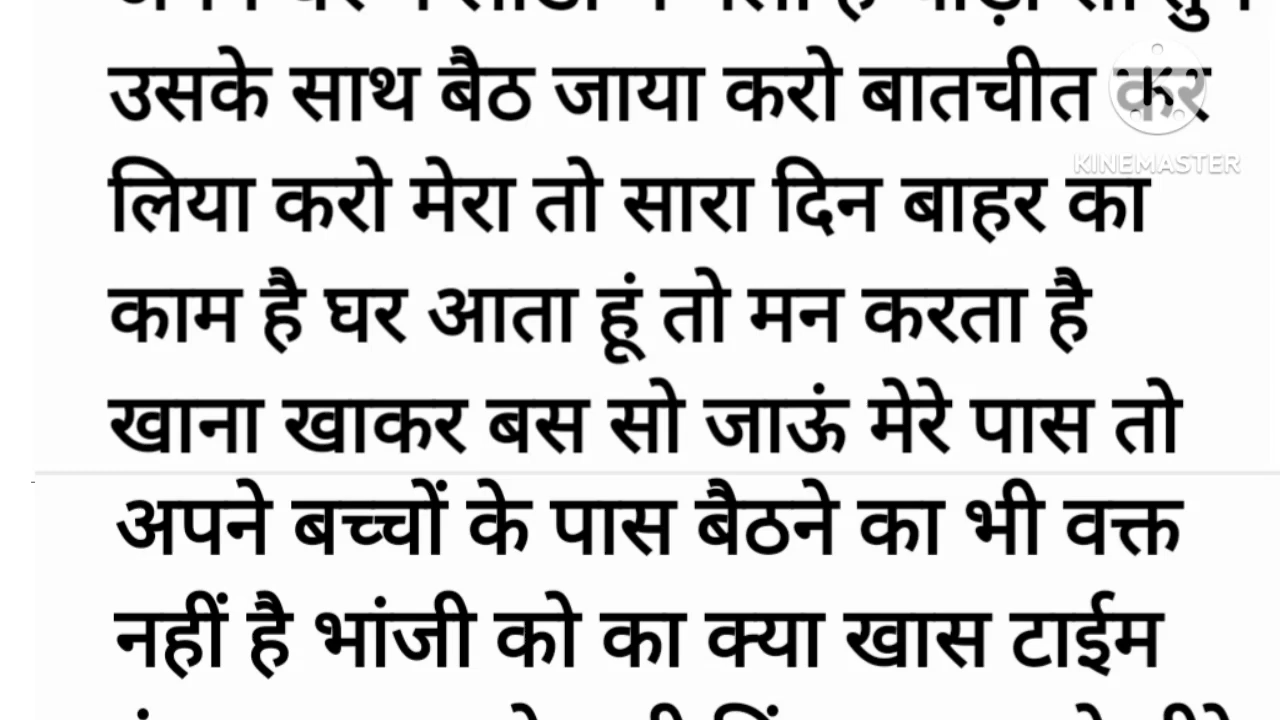 उसके साथ बैठ जाया करो बातचीत कर
KINEMASTER
लिया करो मेरा तो सारा दिन बाहर का
काम है घर आता हूं तो मन करता है
खाना खाकर बस सो जाऊं मेरे पास तो
अपने बच्चों के पास बैठने का भी वक्त
नहीं है भांजी को का क्या खास टाईम